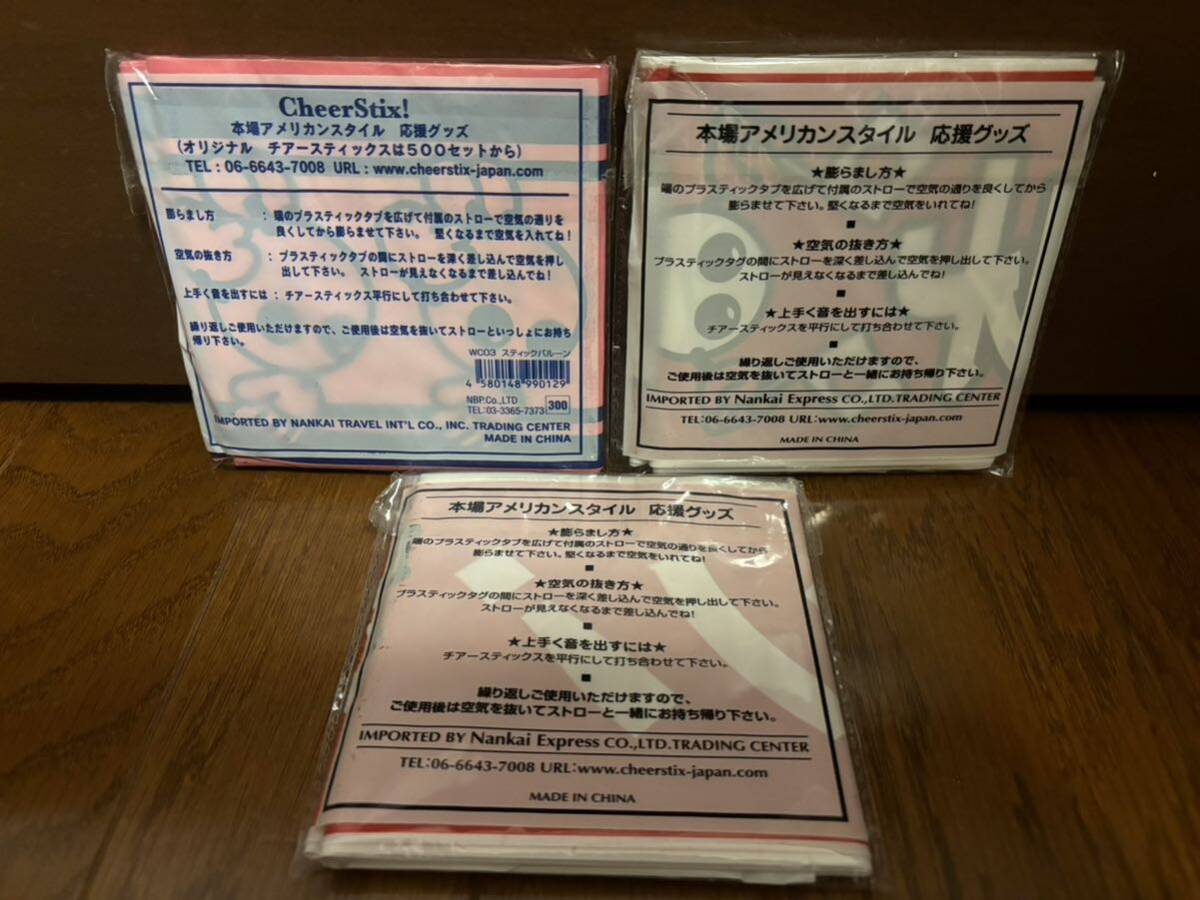 CheerStix!
本場アメリカンスタイル 応援グッズ
(オリジナル チアースティックスは500セットから)
TEL:06-6643-7008 URL:www.cheerstix-japan.com
膨らまし方 :端のプラスティックタブを広げて付属のストローで空気の通りを
良くしてから膨らませて下さい。 堅くなるまで空気を入れてね!
空気の抜き方 :プラスティックタブの間にストローを深く差し込んで空気を押し
出して下さい。 ストローが見えなくなるまで差し込んでね!
上手く音を出すには:チアースティックス平行にして打ち合わせて下さい。
繰り返しご使用いただけますので、ご使用後は空気を抜いてストローといっしょにお持ち
帰り下さい。
WC03 スティックバルーン
4 580148 990129
NBP.Co.,LTD
TEL:03-3365-7373 300
IMPORTED BY NANKAI TRAVEL INT'L CO., INC. TRADING CENTER
MADE IN CHINA
本場アメリカンスタイル 応援グッズ
★膨らまし方★
端のプラスティックタブを広げて付属のストローで空気の通りを良くしてから
膨らませて下さい。堅くなるまで空気をいれてね!
■
★空気の抜き方★
プラスティックタグの間にストローを深く差し込んで空気を押し出して下さい。
ストローが見えなくなるまで差し込んでね!
■
★上手く音を出すには★
チアースティックスを平行にして打ち合わせて下さい。
■
繰り返しご使用いただけますので、
ご使用後は空気を抜いてストローと一緒にお持ち帰り下さい。
IMPORTED BY Nankai Express CO.,LTD.TRADING CENTER
TEL:06-6643-7008 URL:www.cheerstix-japan.com
MADE IN CHINA
本場アメリカンスタイル 応援グッズ
★膨らまし方★
端のプラスティックタブを広げて付属のストローで空気の通りを良くしてから
膨らませて下さい。堅くなるまで空気をいれてね!
■
★空気の抜き方★
プラスティックタグの間にストローを深く差し込んで空気を押し出して下さい。
ストローが見えなくなるまで差し込んでね!
■
★上手く音を出すには★
チアースティックスを平行にして打ち合わせて下さい。
■
繰り返しご使用いただけますので、
ご使用後は空気を抜いてストローと一緒にお持ち帰り下さい。
IMPORTED BY Nankai Express CO.,LTD.TRADING CENTER
TEL:06-6643-7008 URL:www.cheerstix-japan.com
MADE IN CHINA